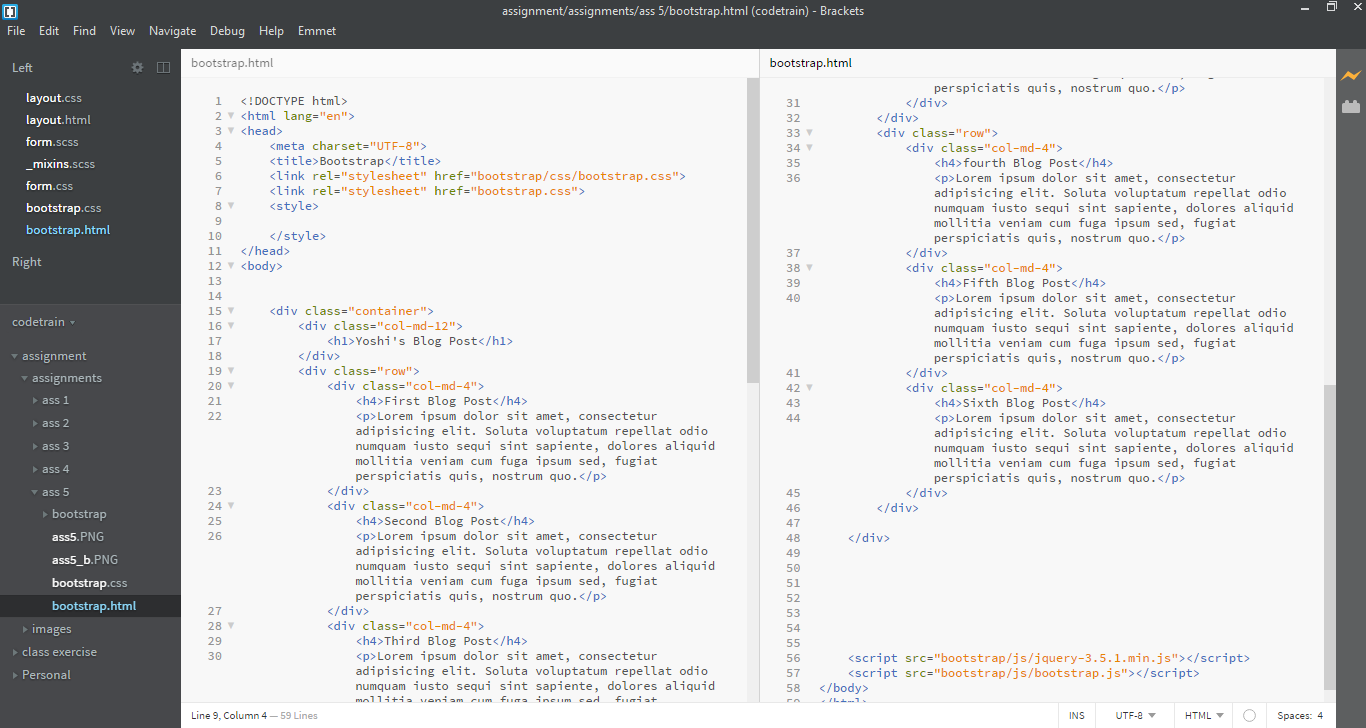 assignment/assignments/ass 5/bootstrap.html (codetrain) - Brackets
File Edit Find View Navigate Debug Help Emmet
Left
layout.css
layout.html
form.scss
_mixins.scss
form.css
bootstrap.css
bootstrap.html
Right
codetrain
assignment
assignments
ass 1
ass 2
ass 3
ass 4
ass 5
bootstrap
ass5.PNG
ass5_b.PNG
bootstrap.css
bootstrap.html
images
class exercise
Personal
bootstrap.html
1 <!DOCTYPE html>
2 <html lang="en">
3 <head>
4 <meta charset="UTF-8">
5 <title>Bootstrap</title>
6 <link rel="stylesheet" href="bootstrap/css/bootstrap.css">
7 <link rel="stylesheet" href="bootstrap.css">
8 <style>
9
10 </style>
11 </head>
12 <body>
13
14
15 <div class="container">
16 <div class="col-md-12">
17 <h1>Yoshi's Blog Post</h1>
18 </div>
19 <div class="row">
20 <div class="col-md-4">
21 <h4>First Blog Post</h4>
22 <p>Lorem ipsum dolor sit amet, consectetur
adipisicing elit. Soluta voluptatum repellat odio
numquam iusto sequi sint sapiente, dolores aliquid
mollitia veniam cum fuga ipsum sed, fugiat
perspiciatis quis, nostrum quo.</p>
23 </div>
24 <div class="col-md-4">
25 <h4>Second Blog Post</h4>
26 <p>Lorem ipsum dolor sit amet, consectetur
adipisicing elit. Soluta voluptatum repellat odio
numquam iusto sequi sint sapiente, dolores aliquid
mollitia veniam cum fuga ipsum sed, fugiat
perspiciatis quis, nostrum quo.</p>
27 </div>
28 <div class="col-md-4">
29 <h4>Third Blog Post</h4>
30 <p>Lorem ipsum dolor sit amet, consectetur
adipisicing elit. Soluta voluptatum repellat odio
numquam iusto sequi sint sapiente, dolores aliquid
mollitia veniam cum fuga ipsum sed, fugiat
bootstrap.html
perspiciatis quis, nostrum quo.</p>
31 </div>
32 </div>
33 <div class="row">
34 <div class="col-md-4">
35 <h4>fourth Blog Post</h4>
36 <p>Lorem ipsum dolor sit amet, consectetur
adipisicing elit. Soluta voluptatum repellat odio
numquam iusto sequi sint sapiente, dolores aliquid
mollitia veniam cum fuga ipsum sed, fugiat
perspiciatis quis, nostrum quo.</p>
37 </div>
38 <div class="col-md-4">
39 <h4>Fifth Blog Post</h4>
40 <p>Lorem ipsum dolor sit amet, consectetur
adipisicing elit. Soluta voluptatum repellat odio
numquam iusto sequi sint sapiente, dolores aliquid
mollitia veniam cum fuga ipsum sed, fugiat
perspiciatis quis, nostrum quo.</p>
41 </div>
42 <div class="col-md-4">
43 <h4>Sixth Blog Post</h4>
44 <p>Lorem ipsum dolor sit amet, consectetur
adipisicing elit. Soluta voluptatum repellat odio
numquam iusto sequi sint sapiente, dolores aliquid
mollitia veniam cum fuga ipsum sed, fugiat
perspiciatis quis, nostrum quo.</p>
45 </div>
46 </div>
47
48 </div>
49
50
51
52
53
54
55
56 <script src="bootstrap/js/jquery-3.5.1.min.js"></script>
57 <script src="bootstrap/js/bootstrap.js"></script>
58 </body>
59 </html>
Line 9, Column 4 — 59 Lines
INS UTF-8 HTML Spaces: 4